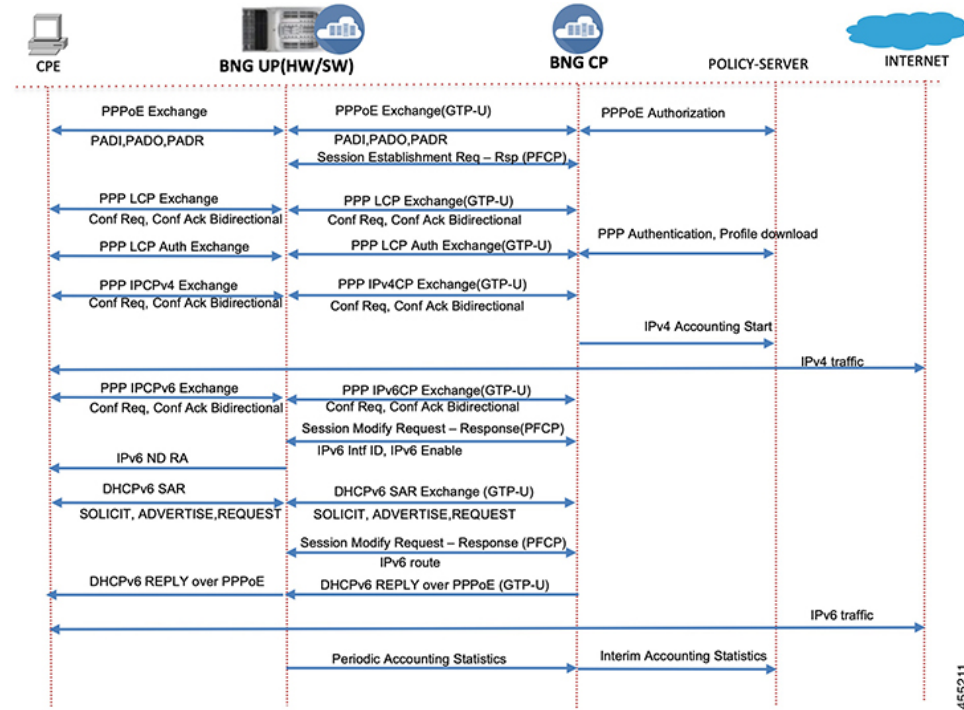 CPE
BNG UP(HW/SW)
BNG CP
POLICY-SERVER
INTERNET
PPPoE Exchange
PPPoE Exchange(GTP-U)
PPPoE Authorization
PADI,PADO,PADR
PADI,PADO,PADR
Session Establishment Req – Rsp (PFCP)
PPP LCP Exchange
PPP LCP Exchange(GTP-U)
Conf Req, Conf Ack Bidirectional
Conf Req, Conf Ack Bidirectional
PPP LCP Auth Exchange
PPP LCP Auth Exchange(GTP-U)
PPP Authentication, Profile download
PPP IPCPv4 Exchange
PPP IPv4CP Exchange(GTP-U)
Conf Req, Conf Ack Bidirectional
Conf Req, Conf Ack Bidirectional
IPv4 Accounting Start
IPv4 traffic
PPP IPCPv6 Exchange
PPP IPv6CP Exchange(GTP-U)
Conf Req, Conf Ack Bidirectional
Conf Req, Conf Ack Bidirectional
Session Modify Request – Response(PFCP)
IPv6 Intf ID, IPv6 Enable
IPv6 ND RA
DHCPv6 SAR
DHCPv6 SAR Exchange (GTP-U)
SOLICIT, ADVERTISE,REQUEST
SOLICIT, ADVERTISE,REQUEST
Session Modify Request – Response (PFCP)
IPv6 route
DHCPv6 REPLY over PPPoE
DHCPv6 REPLY over PPPoE (GTP-U)
IPv6 traffic
Periodic Accounting Statistics
Interim Accounting Statistics
455211